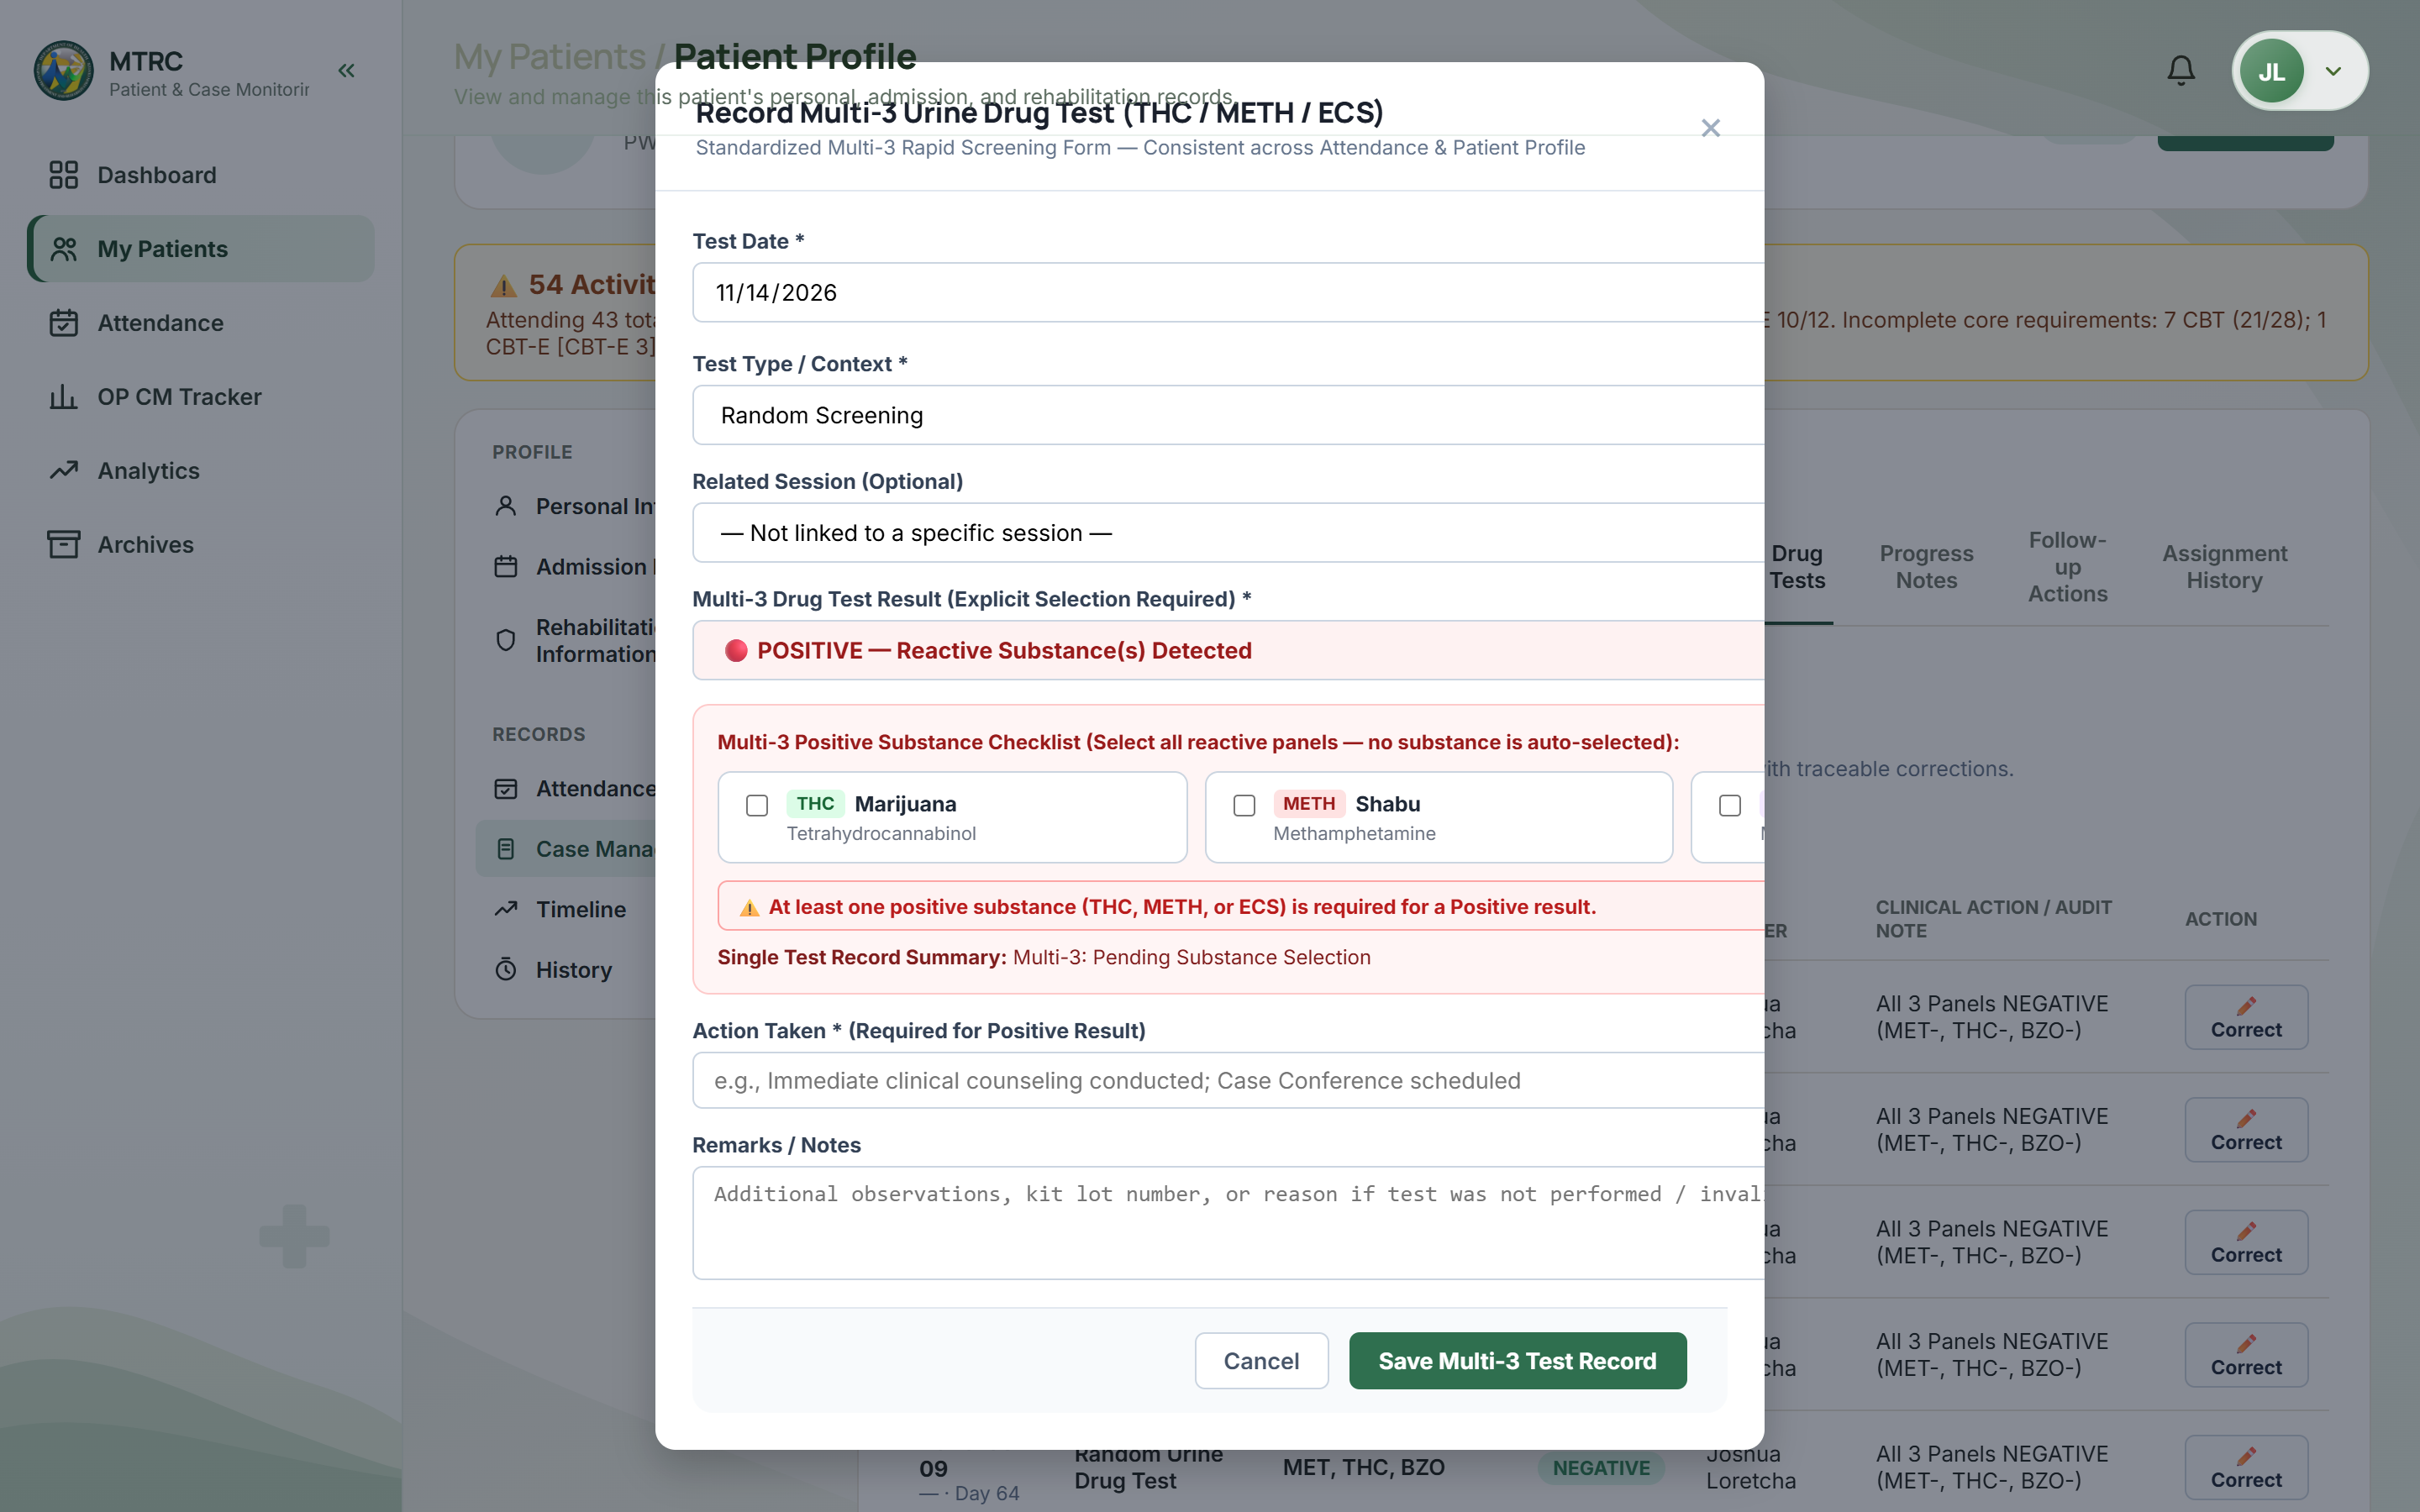 MTRC
Patient & Case Monitorin
Dashboard
My Patients
Attendance
OP CM Tracker
Analytics
Archives
My Patients / Patient Profile
View and manage this patient's personal, admission, and rehabilitation records.
JL
PW
54 Activit
Attending 43 tot
CBT-E [CBT-E 3]
10/12. Incomplete core requirements: 7 CBT (21/28); 1
PROFILE
Personal In
Admission
Rehabilitati
Information
RECORDS
Attendance
Case Mana
Timeline
History
Record Multi-3 Urine Drug Test (THC / METH / ECS)
Standardized Multi-3 Rapid Screening Form — Consistent across Attendance & Patient Profile
Test Date *
11/14/2026
Test Type / Context *
Random Screening
Related Session (Optional)
— Not linked to a specific session —
Multi-3 Drug Test Result (Explicit Selection Required) *
POSITIVE — Reactive Substance(s) Detected
Multi-3 Positive Substance Checklist (Select all reactive panels — no substance is auto-selected):
THC Marijuana
Tetrahydrocannabinol
METH Shabu
Methamphetamine
At least one positive substance (THC, METH, or ECS) is required for a Positive result.
Single Test Record Summary: Multi-3: Pending Substance Selection
Action Taken * (Required for Positive Result)
e.g., Immediate clinical counseling conducted; Case Conference scheduled
Remarks / Notes
Additional observations, kit lot number, or reason if test was not performed / inval
Cancel
Save Multi-3 Test Record
Drug
Tests
Progress
Notes
Follow-
up
Actions
Assignment
History
ith traceable corrections.
ER
CLINICAL ACTION / AUDIT
NOTE
ACTION
ua
cha
All 3 Panels NEGATIVE
(MET-, THC-, BZO-)
Correct
ua
cha
All 3 Panels NEGATIVE
(MET-, THC-, BZO-)
Correct
ua
cha
All 3 Panels NEGATIVE
(MET-, THC-, BZO-)
Correct
ua
cha
All 3 Panels NEGATIVE
(MET-, THC-, BZO-)
Correct
09
— · Day 64
Random Urine
Drug Test
MET, THC, BZO
NEGATIVE
Joshua
Loretcha
All 3 Panels NEGATIVE
(MET-, THC-, BZO-)
Correct